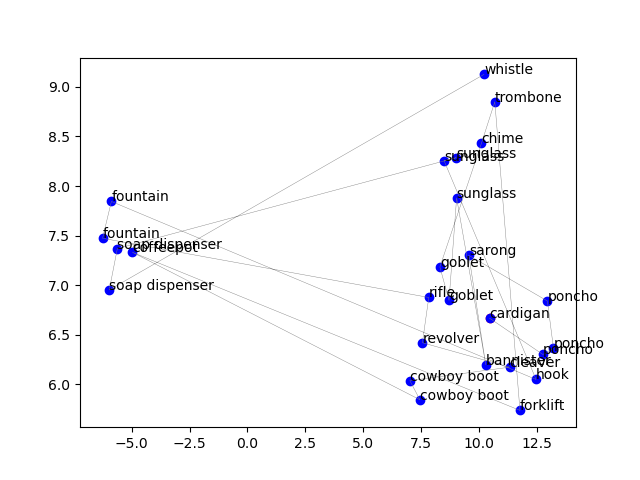 whistle
9.0
trombone
8.5
chime
sunglass
sunglass
8.0
sunglass
fountain
7.5
fountain
soap dispenser
coffeepot
sarong
goblet
7.0
soap dispenser
rifle
goblet
poncho
cardigan
6.5
revolver
poncho
poncho
bannister
cleaver
hook
cowboy boot
6.0
cowboy boot
forklift
−5.0 −2.5 0.0 2.5 5.0 7.5 10.0 12.5